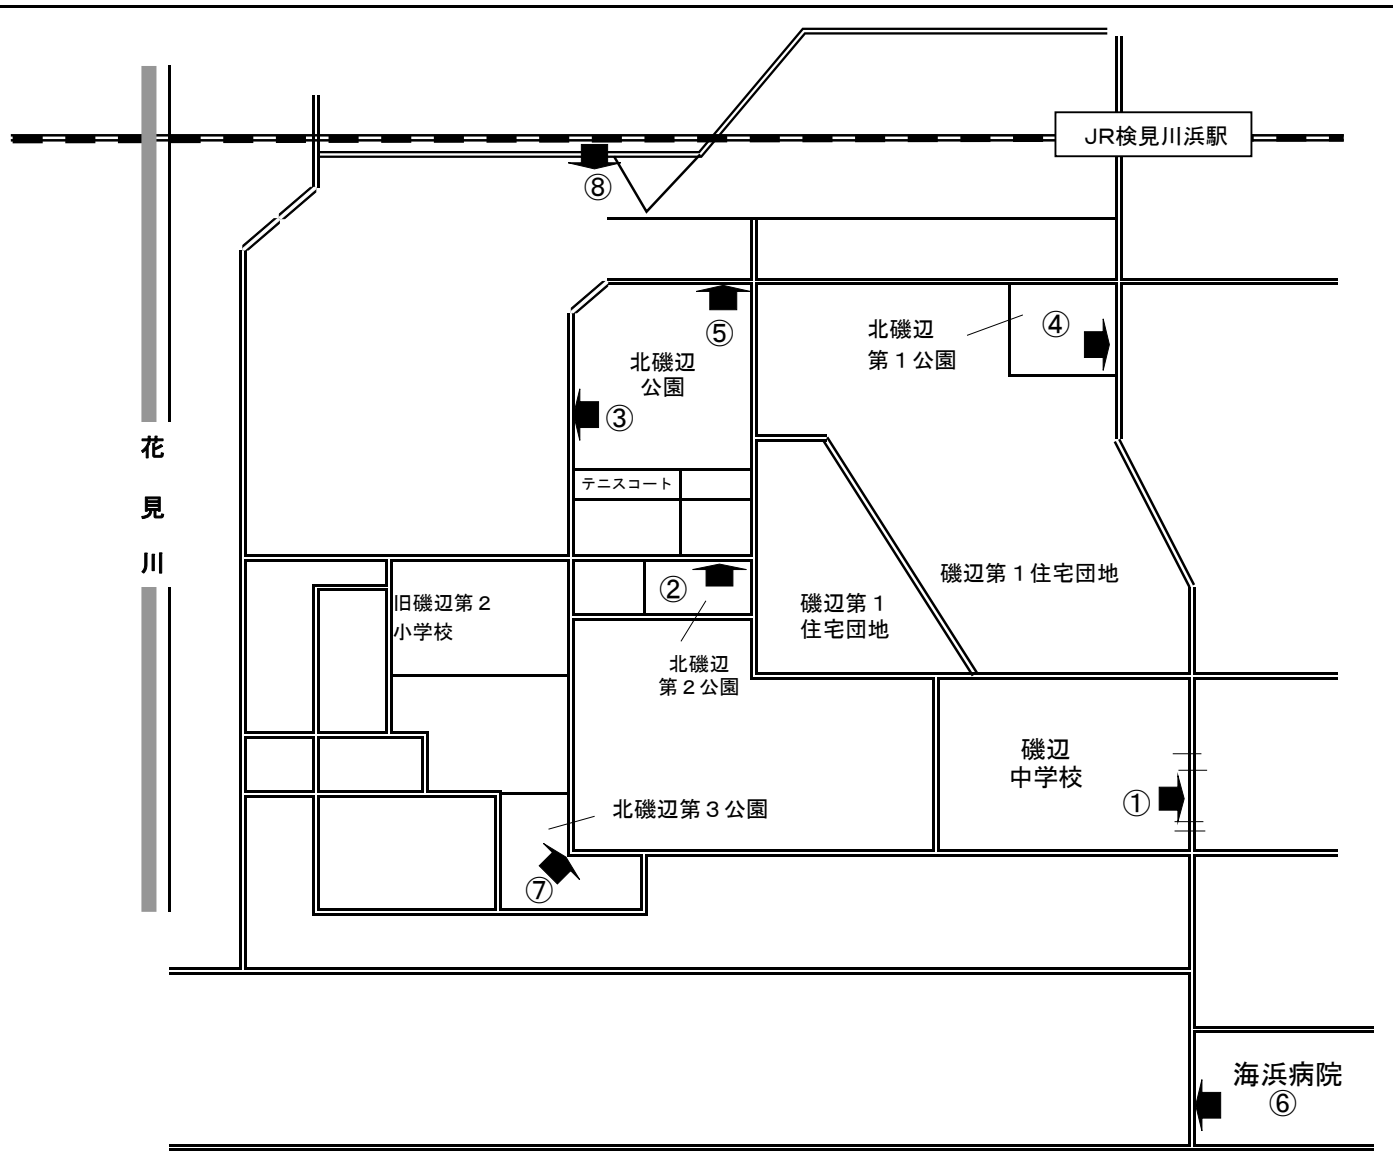 JR検見川浜駅
⑧
⑤
④
北磯辺
第１公園
北磯辺
公園
③
花
見
川
テニスコート
②
旧磯辺第２
小学校
磯辺第１住宅団地
磯辺第１
住宅団地
北磯辺
第２公園
磯辺
中学校
①
北磯辺第３公園
⑦
海浜病院
⑥